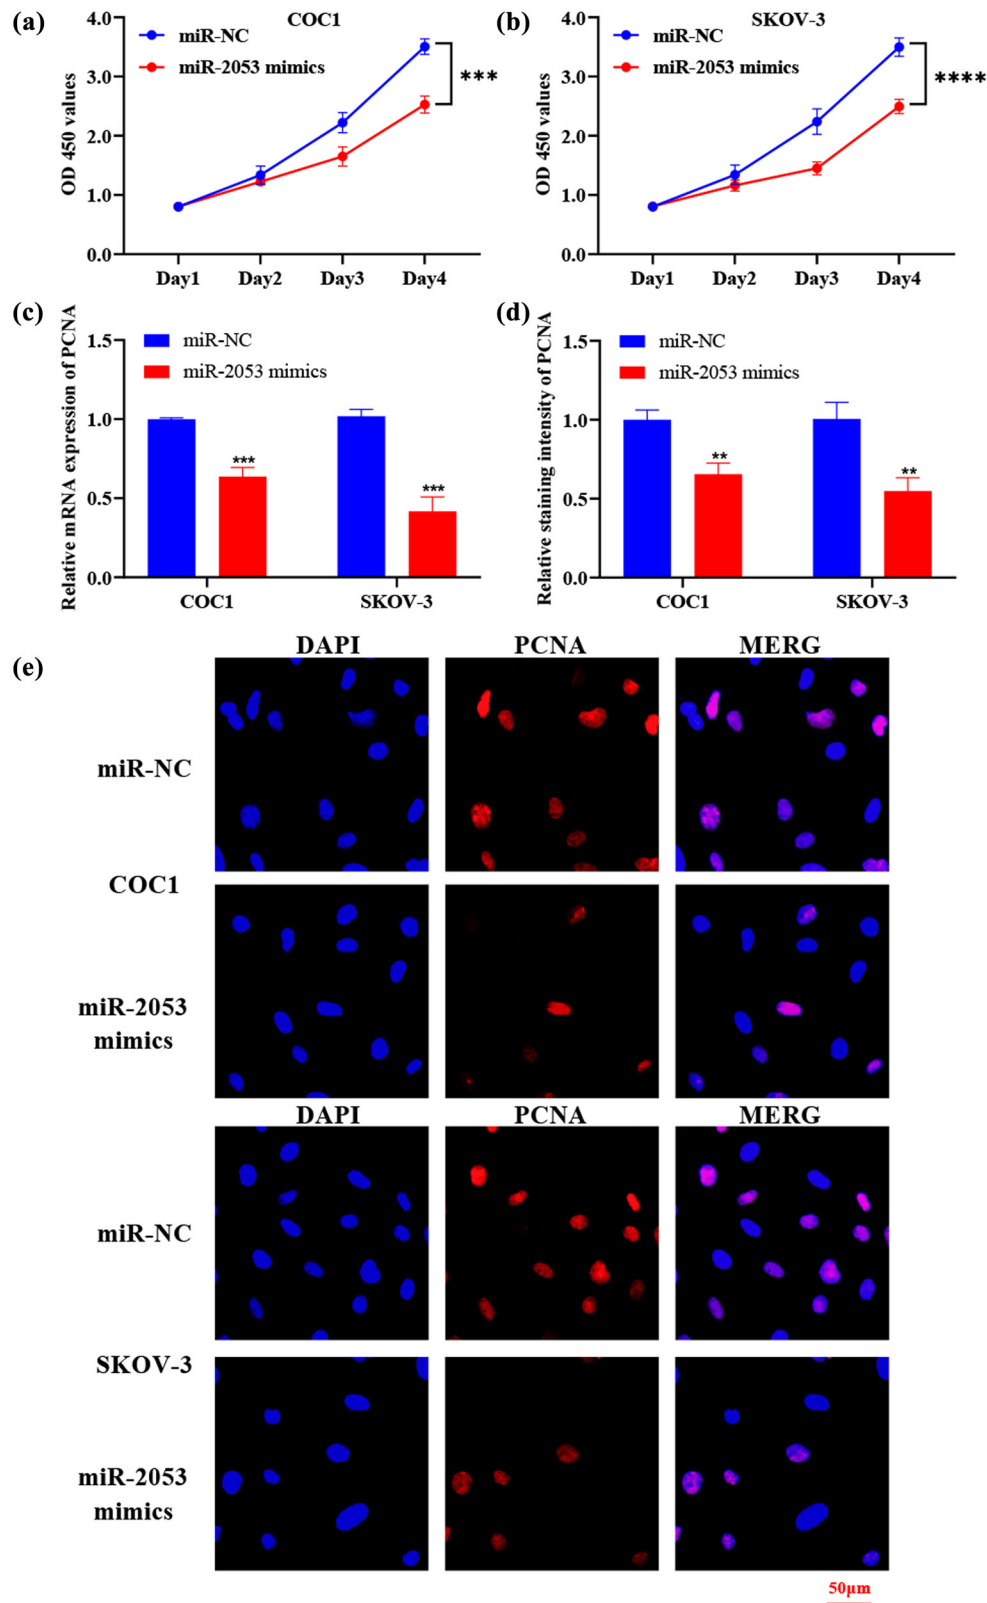 (a)
COC1
4.0
3.0
2.0
1.0
0.0
OD 450 values
miR-NC
miR-2053 mimics
***
Day1 Day2 Day3 Day4
(b)
SKOV-3
4.0
3.0
2.0
1.0
0.0
OD 450 values
miR-NC
miR-2053 mimics
****
Day1 Day2 Day3 Day4
(c)
Relative mRNA expression of PCNA
1.5
1.0
0.5
0.0
miR-NC
miR-2053 mimics
***
***
COC1 SKOV-3
(d)
Relative staining intensity of PCNA
1.5
1.0
0.5
0.0
miR-NC
miR-2053 mimics
**
**
COC1 SKOV-3
(e)
DAPI PCNA MERG
miR-NC
COC1
miR-2053
mimics
DAPI PCNA MERG
miR-NC
SKOV-3
miR-2053
mimics
50μm